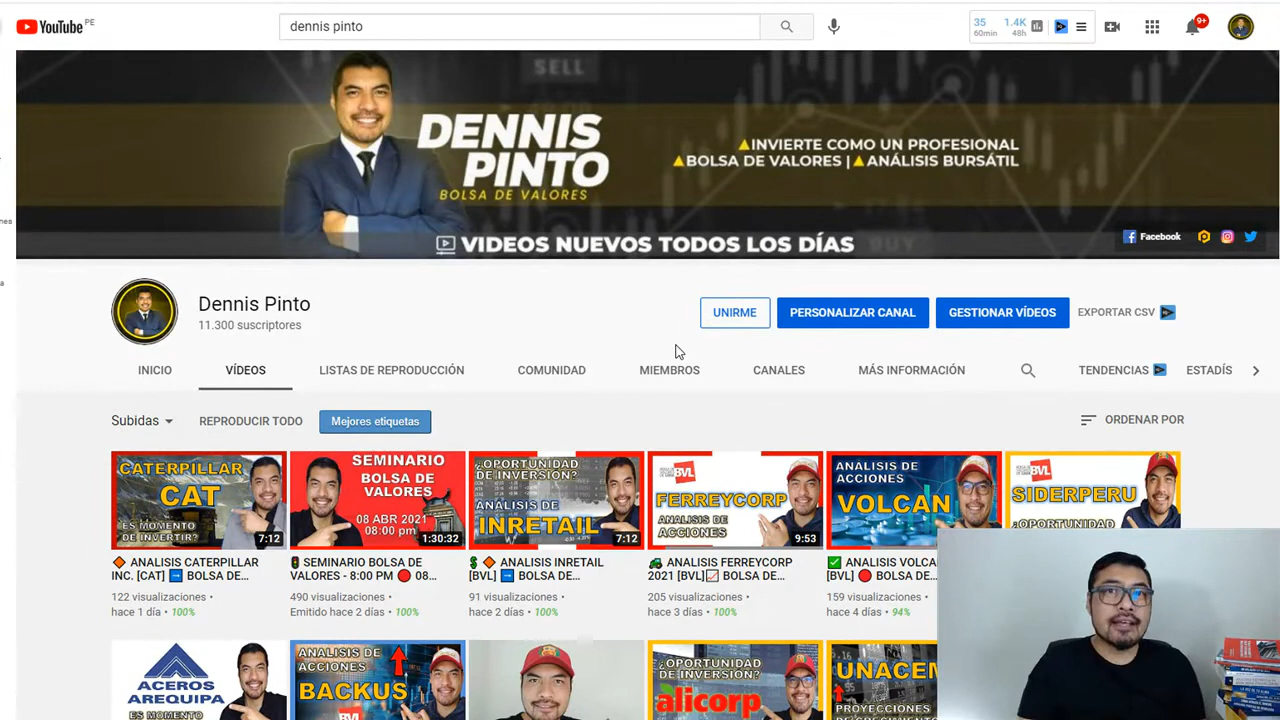 YouTube PE
dennis pinto
35
60min
1.4K
48h
9+
SELL
DENNIS
PINTO
BOLSA DE VALORES
INVIERTE COMO UN PROFESIONAL
BOLSA DE VALORES | ANÁLISIS BURSÁTIL
VIDEOS NUEVOS TODOS LOS DÍAS
BUY
Facebook
Dennis Pinto
11.300 suscriptores
UNIRME
PERSONALIZAR CANAL
GESTIONAR VÍDEOS
EXPORTAR CSV
INICIO
VÍDEOS
LISTAS DE REPRODUCCIÓN
COMUNIDAD
MIEMBROS
CANALES
MÁS INFORMACIÓN
TENDENCIAS
ESTADÍS
Subidas
REPRODUCIR TODO
Mejores etiquetas
ORDENAR POR
CATERPILLAR
CAT
ES MOMENTO
DE INVERTIR?
7:12
SEMINARIO
BOLSA DE
VALORES
08 ABR 2021
08:00 pm
1:30:32
¿OPORTUNIDAD
DE INVERSIÓN?
ANÁLISIS DE
INRETAIL
7:12
BVL
FERREYCORP
ANALISIS DE
ACCIONES
9:53
ANÁLISIS DE
ACCIONES
VOLCAN
BVL
SIDERPERU
¿OPORTUNIDAD
ANALISIS CATERPILLAR
INC. [CAT] BOLSA DE...
122 visualizaciones •
hace 1 día • 100%
SEMINARIO BOLSA DE
VALORES - 8:00 PM 08...
490 visualizaciones •
Emitido hace 2 días • 100%
ANALISIS INRETAIL
[BVL] BOLSA DE...
91 visualizaciones •
hace 2 días • 100%
ANALISIS FERREYCORP
2021 [BVL] BOLSA DE...
205 visualizaciones •
hace 3 días • 100%
ANALISIS VOLCA
[BVL] BOLSA DE
159 visualizaciones •
hace 4 días • 94%
ACEROS
AREQUIPA
ES MOMENTO
ANÁLISIS DE
ACCIONES
BACKUS
BVL
¿OPORTUNIDAD
DE INVERSIÓN?
alicorp
UNACEM
PROYECCIONES